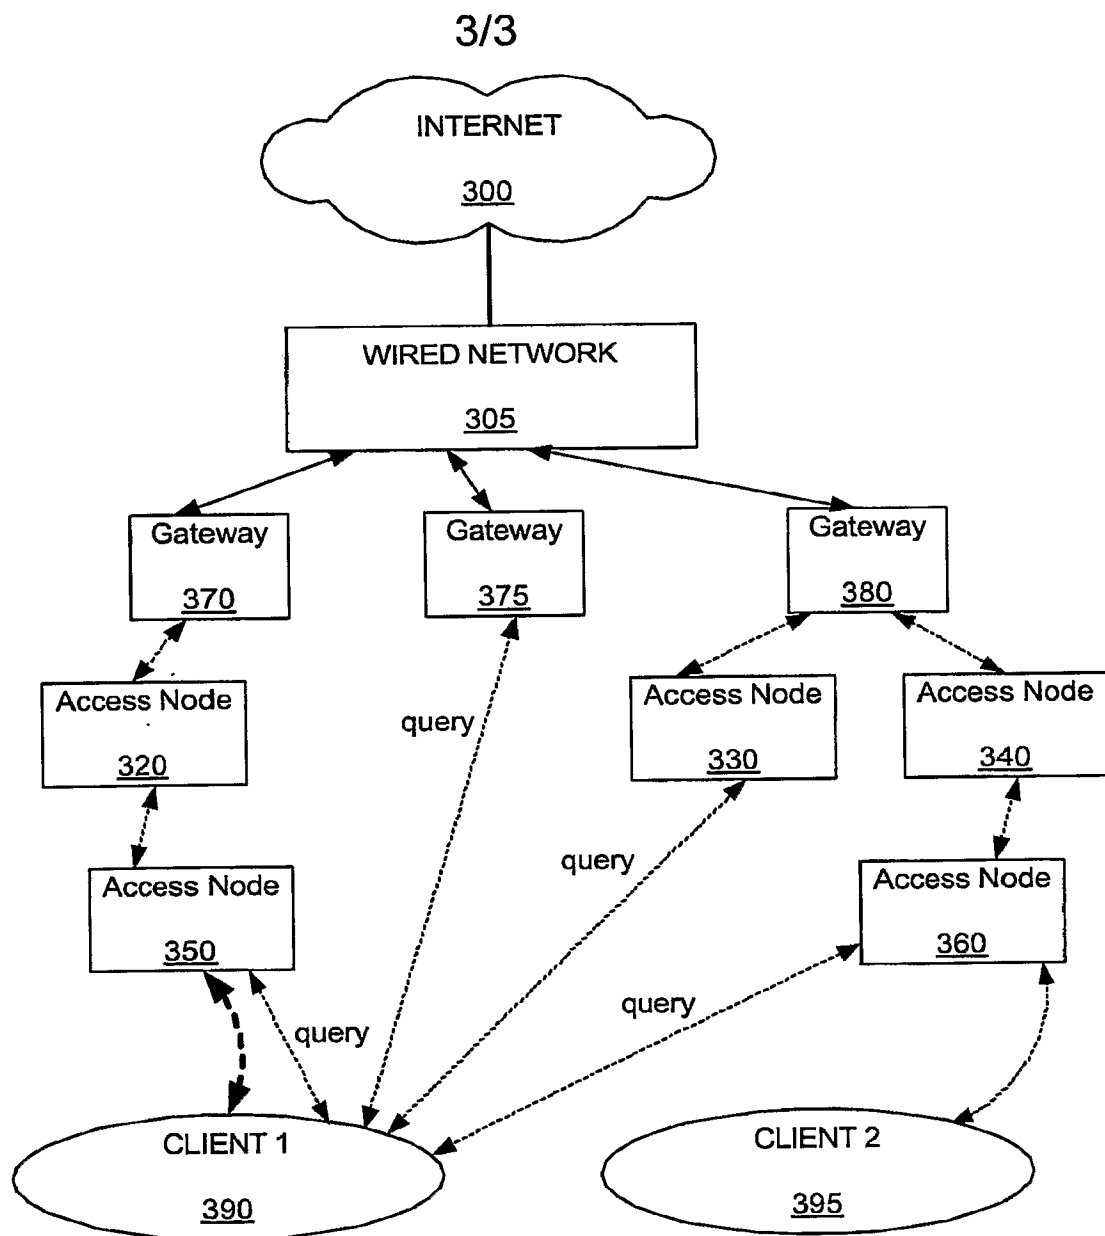 3/3
INTERNET
300
WIRED NETWORK
305
Gateway
370
Gateway
375
Gateway
380
Access Node
320
query
Access Node
330
Access Node
340
Access Node
350
query
Access Node
360
query
query
CLIENT 1
390
CLIENT 2
395